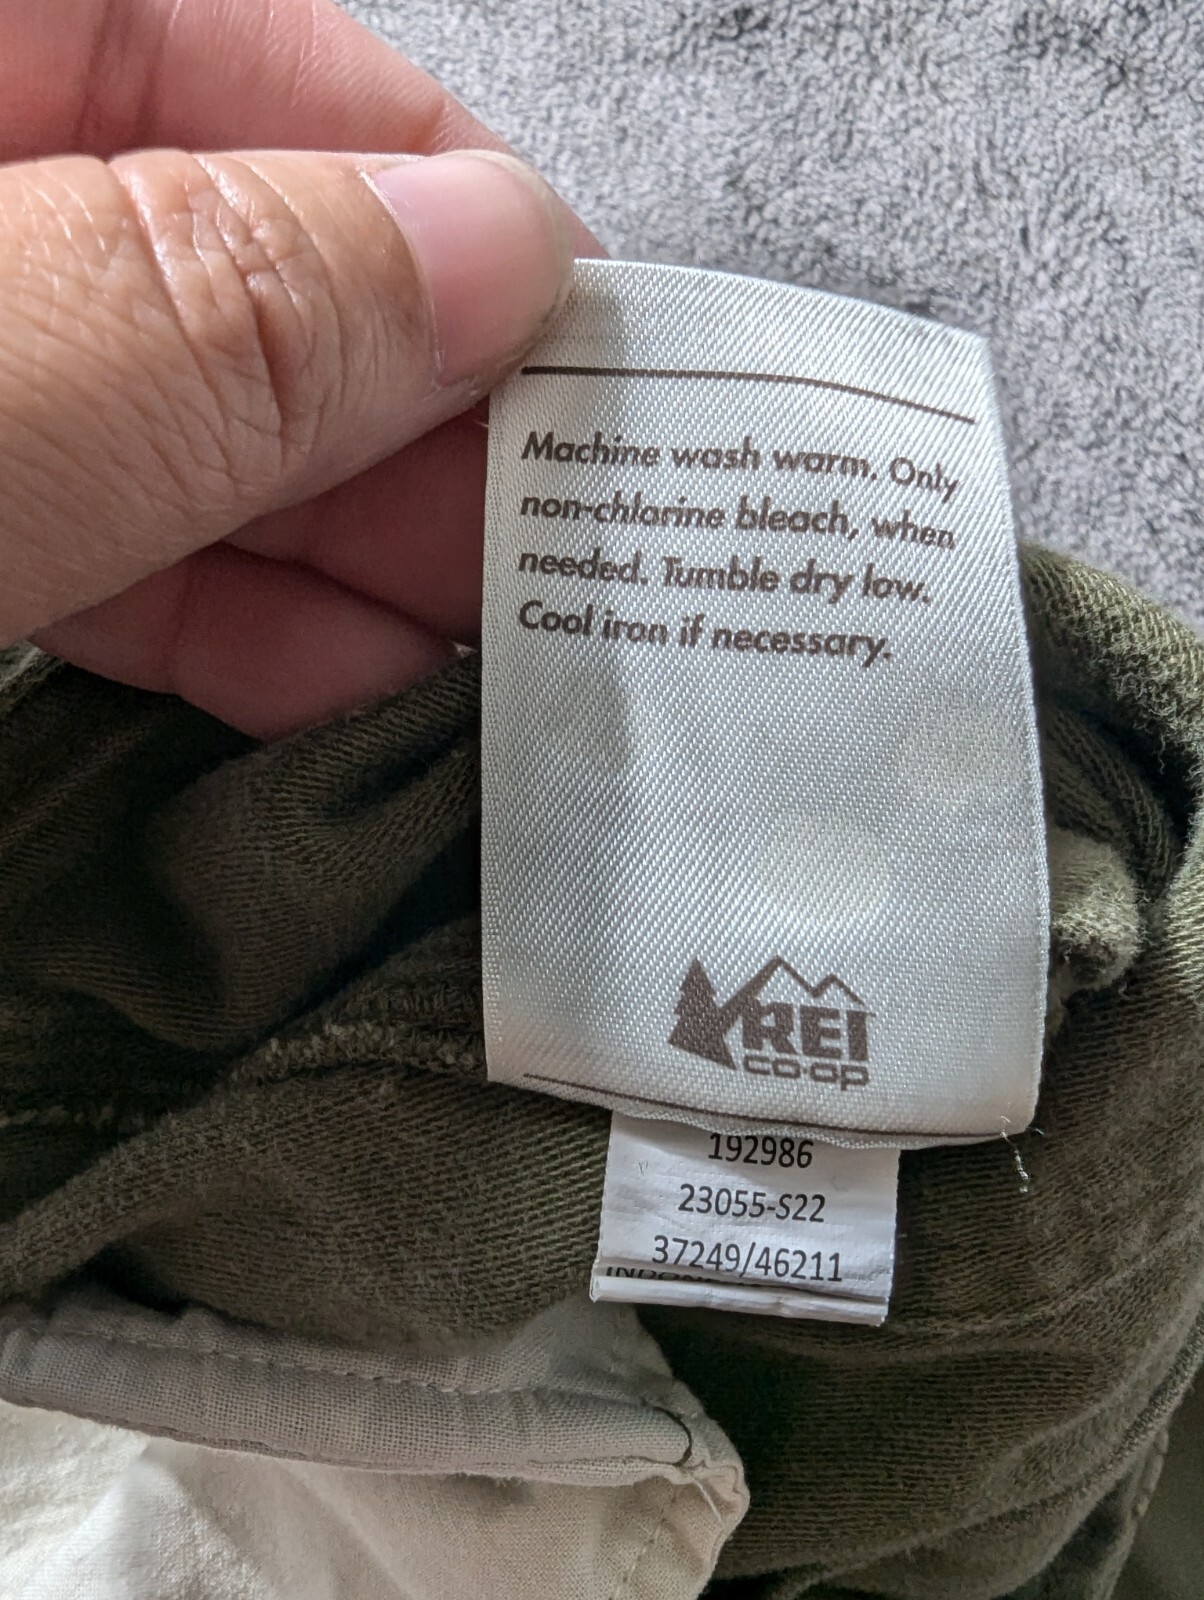 Machine wash warm. Only
non-chlorine bleach, when
needed. Tumble dry low.
Cool iron if necessary.
REI
CO·OP
192986
23055-S22
37249/46211